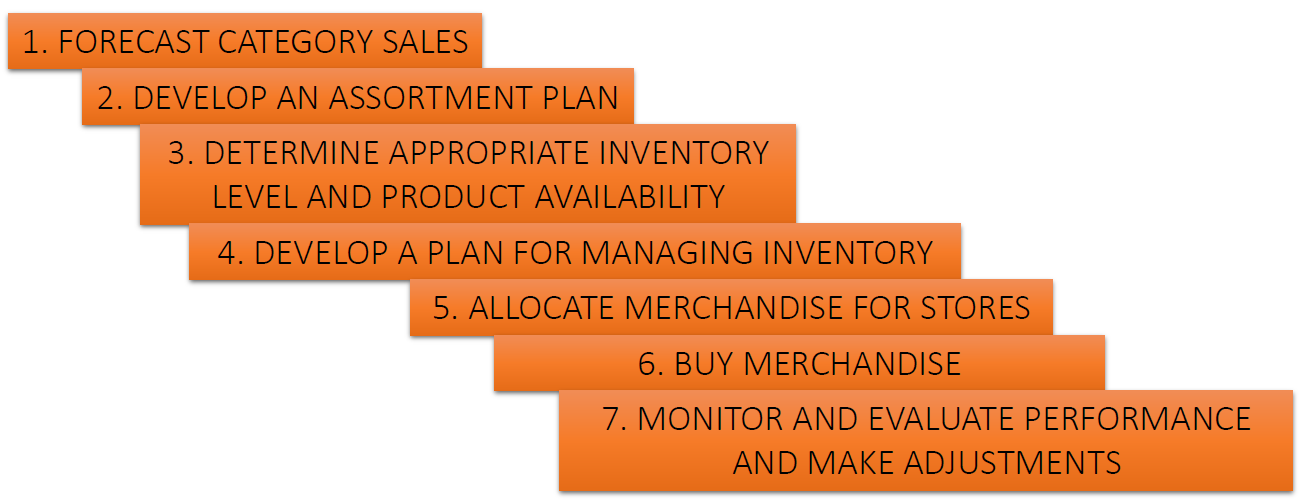 1. FORECAST CATEGORY SALES
2. DEVELOP AN ASSORTMENT PLAN
3. DETERMINE APPROPRIATE INVENTORY
LEVEL AND PRODUCT AVAILABILITY
4. DEVELOP A PLAN FOR MANAGING INVENTORY
5. ALLOCATE MERCHANDISE FOR STORES
6. BUY MERCHANDISE
7. MONITOR AND EVALUATE PERFORMANCE
AND MAKE ADJUSTMENTS